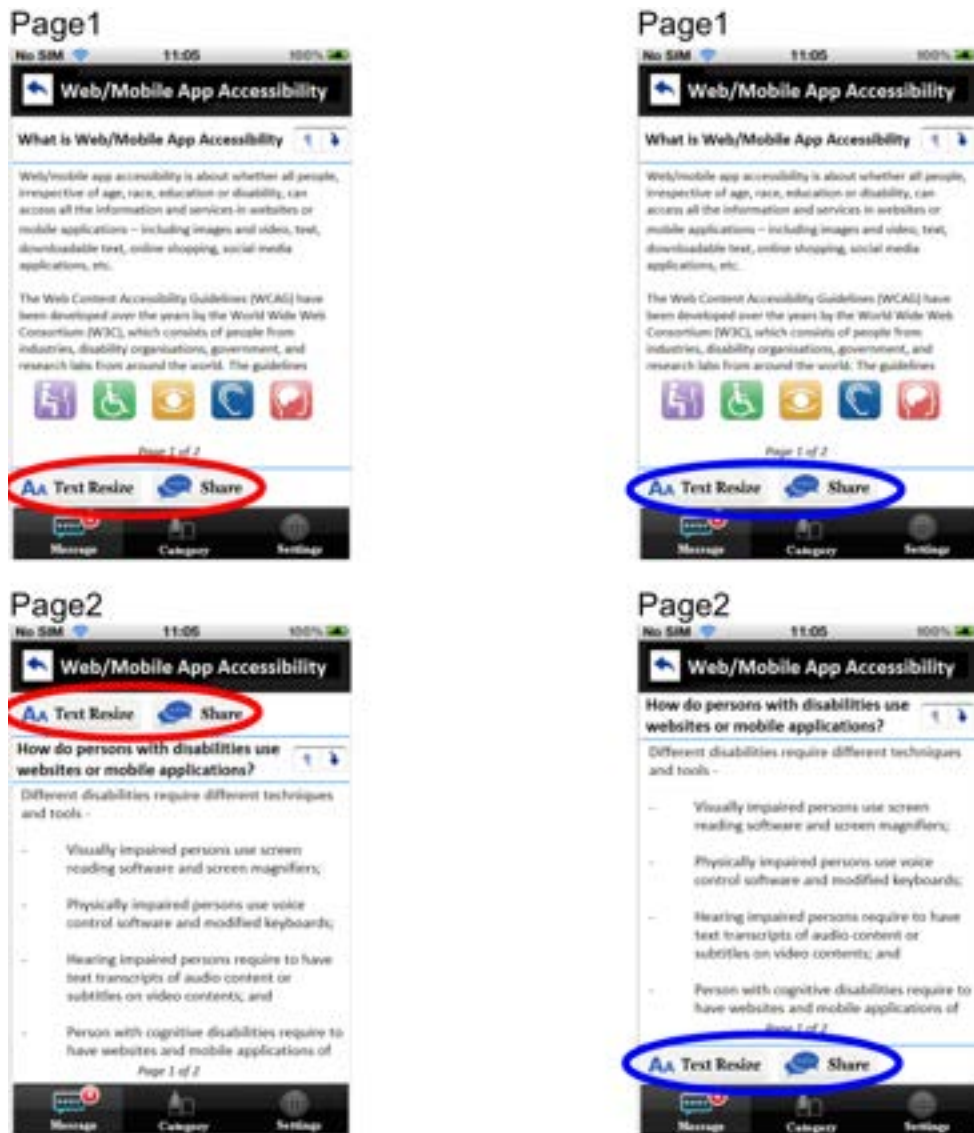 Page1
No SIM 11:05 100%
Web/Mobile App Accessibility
What is Web/Mobile App Accessibility
Web/mobile app accessibility is about whether all people,
irrespective of age, race, education or disability, can
access all the information and services in websites or
mobile applications – including images and video, text,
downloadable text, online shopping, social media
applications, etc.
The Web Content Accessibility Guidelines (WCAG) have
been developed over the years by the World Wide Web
Consortium (W3C), which consists of people from
industries, disability organisations, government, and
research labs from around the world. The guidelines
Page 1 of 2
AA Text Resize Share
Message Category Settings
Page2
No SIM 11:05 100%
Web/Mobile App Accessibility
AA Text Resize Share
How do persons with disabilities use
websites or mobile applications?
Different disabilities require different techniques
and tools -
- Visually impaired persons use screen
reading software and screen magnifiers;
- Physically impaired persons use voice
control software and modified keyboards;
- Hearing impaired persons require to have
text transcripts of audio content or
subtitles on video contents; and
- Person with cognitive disabilities require to
have websites and mobile applications of
Page 1 of 2
Message Category Settings
Page1
No SIM 11:05 100%
Web/Mobile App Accessibility
What is Web/Mobile App Accessibility
Web/mobile app accessibility is about whether all people,
irrespective of age, race, education or disability, can
access all the information and services in websites or
mobile applications – including images and video, text,
downloadable text, online shopping, social media
applications, etc.
The Web Content Accessibility Guidelines (WCAG) have
been developed over the years by the World Wide Web
Consortium (W3C), which consists of people from
industries, disability organisations, government, and
research labs from around the world. The guidelines
Page 1 of 2
AA Text Resize Share
Message Category Settings
Page2
No SIM 11:05 100%
Web/Mobile App Accessibility
How do persons with disabilities use
websites or mobile applications?
Different disabilities require different techniques
and tools -
- Visually impaired persons use screen
reading software and screen magnifiers;
- Physically impaired persons use voice
control software and modified keyboards;
- Hearing impaired persons require to have
text transcripts of audio content or
subtitles on video contents; and
- Person with cognitive disabilities require to
have websites and mobile applications of
Page 1 of 2
AA Text Resize Share
Message Category Settings